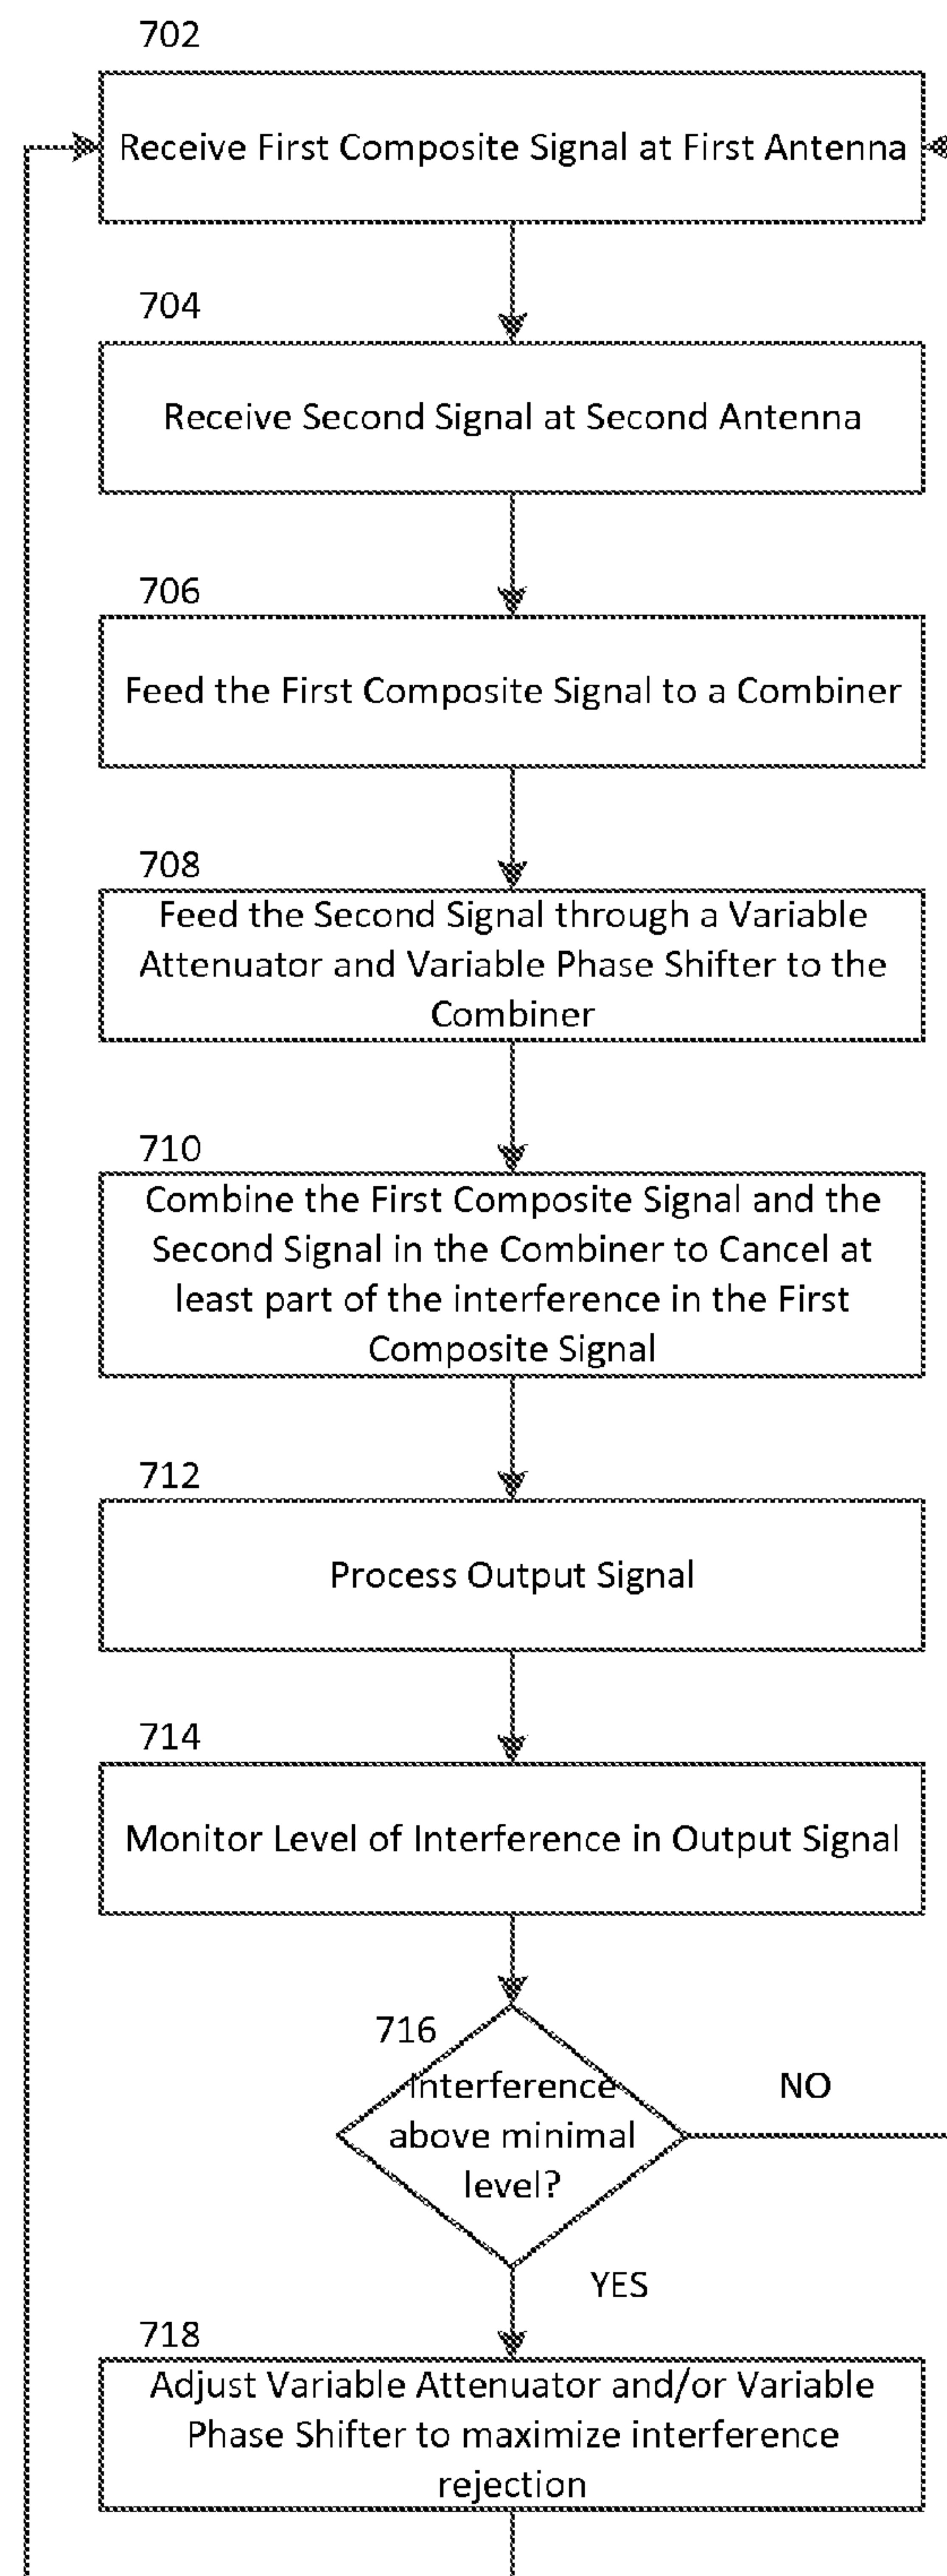 702
Receive First Composite Signal at First Antenna
704
Receive Second Signal at Second Antenna
706
Feed the First Composite Signal to a Combiner
708
Feed the Second Signal through a Variable
Attenuator and Variable Phase Shifter to the
Combiner
710
Combine the First Composite Signal and the
Second Signal in the Combiner to Cancel at
least part of the interference in the First
Composite Signal
712
Process Output Signal
714
Monitor Level of Interference in Output Signal
716
Interference
above minimal
level?
NO
YES
718
Adjust Variable Attenuator and/or Variable
Phase Shifter to maximize interference
rejection